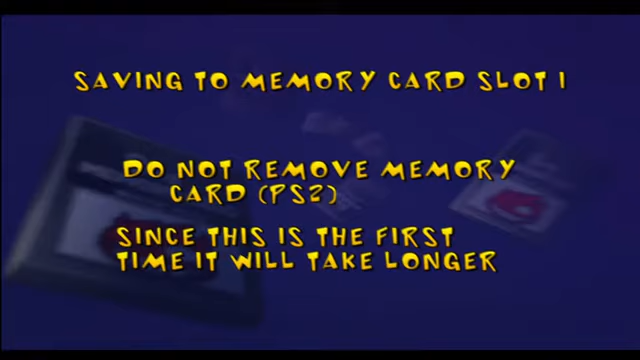 SAVING TO MEMORY CARD SLOT 1
DO NOT REMOVE MEMORY
CARD (PS2)
SINCE THIS IS THE FIRST
TIME IT WILL TAKE LONGER